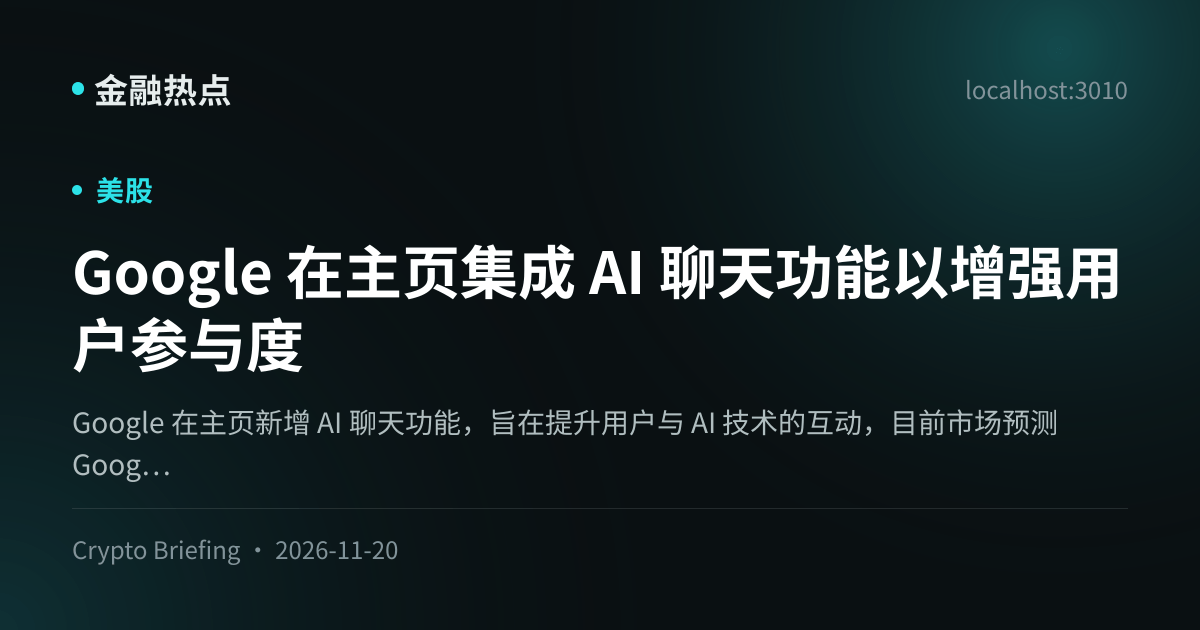 金融热点
localhost:3010
美股
Google 在主页集成 AI 聊天功能以增强用
户参与度
Google 在主页新增 AI 聊天功能，旨在提升用户与 AI 技术的互动，目前市场预测
Goog…
Crypto Briefing · 2026-11-20